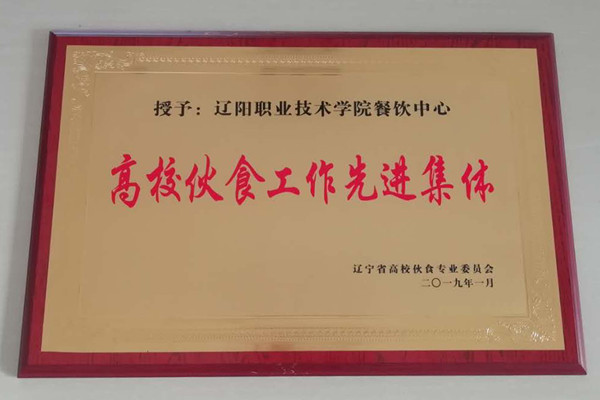 授予：辽阳职业技术学院餐饮中心
高校伙食工作先进集体
辽宁省高校伙食专业委员会
二〇一九年一月